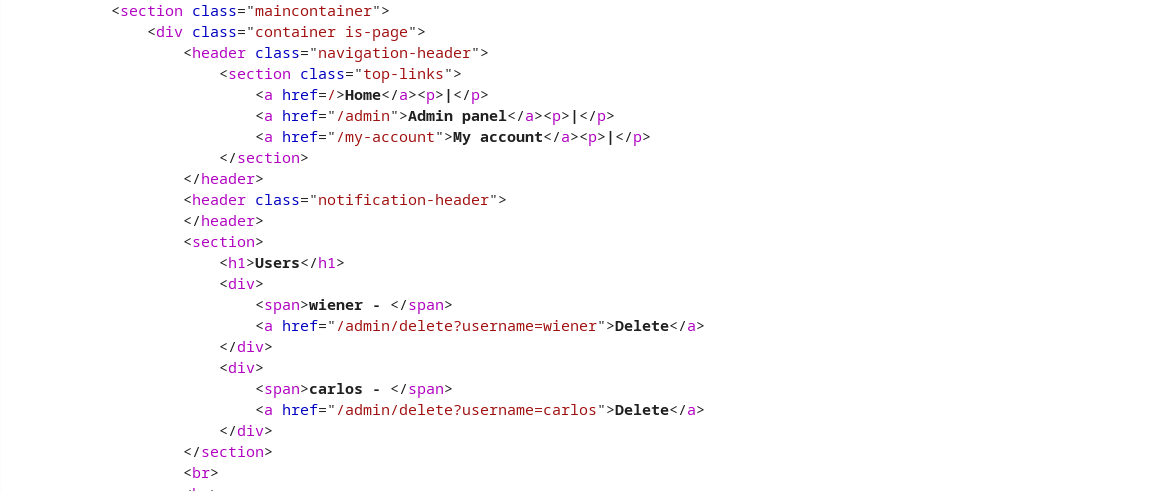 <section class="maincontainer">
<div class="container is-page">
<header class="navigation-header">
<section class="top-links">
<a href=/>Home</a><p>|</p>
<a href="/admin">Admin panel</a><p>|</p>
<a href="/my-account">My account</a><p>|</p>
</section>
</header>
<header class="notification-header">
</header>
<section>
<h1>Users</h1>
<div>
<span>wiener - </span>
<a href="/admin/delete?username=wiener">Delete</a>
</div>
<div>
<span>carlos - </span>
<a href="/admin/delete?username=carlos">Delete</a>
</div>
</section>
<br>